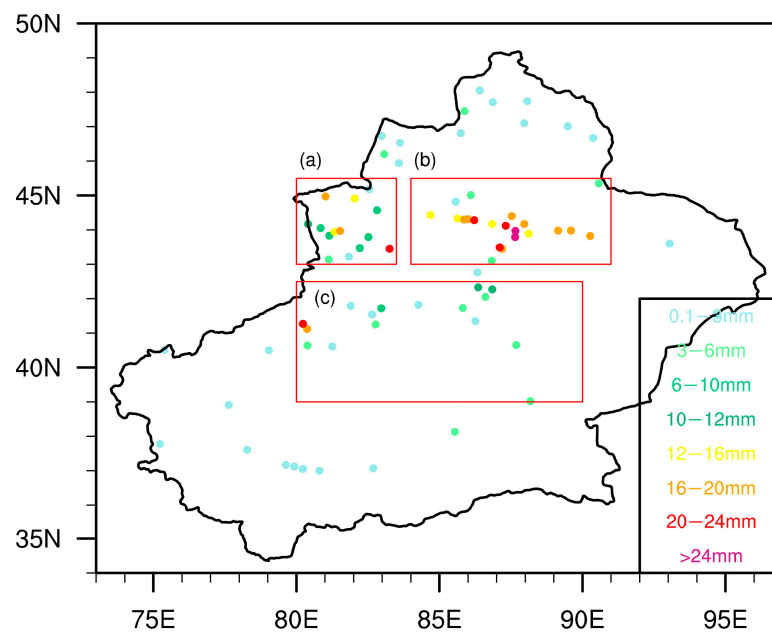 50N
(a)
(b)
45N
(c)
0.1−3mm
3−6mm
40N
6−10mm
10−12mm
12−16mm
16−20mm
20−24mm
35N
>24mm
75E 80E 85E 90E 95E